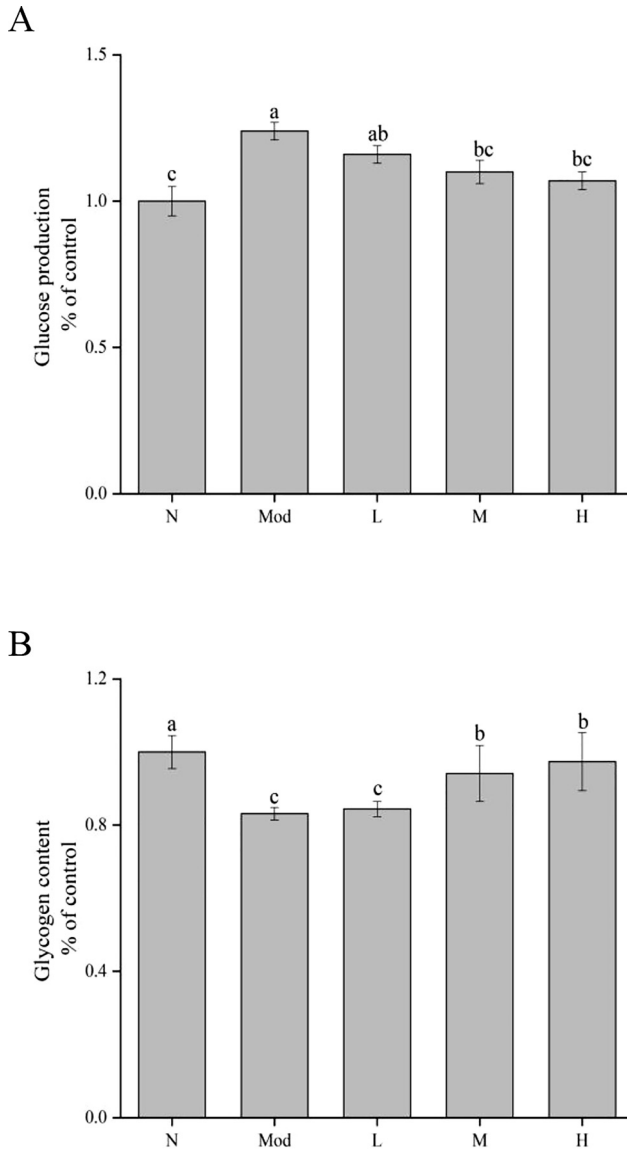 A
1.5
1.0
0.5
0.0
Glucose production
% of control
c
a
ab
bc
bc
N Mod L M H
B
1.2
0.8
0.4
0.0
Glycogen content
% of control
a
c
c
b
b
N Mod L M H